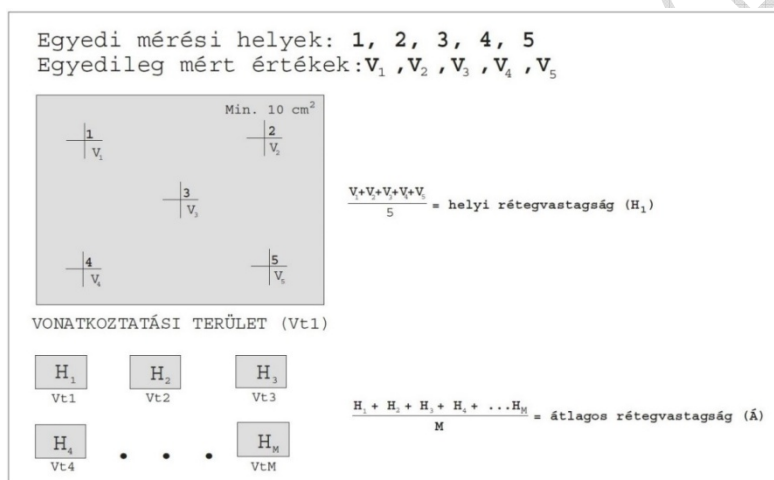 Egyedi mérési helyek: 1, 2, 3, 4, 5
Egyedileg mért értékek:V₁ ,V₂ ,V₃ ,V₄ ,V₅
Min. 10 cm²
1
V₁
2
V₂
3
V₃
4
V₄
5
V₅
V₁+V₂+V₃+V₄+V₅
5
= helyi rétegvastagság (H₁)
VONATKOZTATÁSI TERÜLET (Vt1)
H₁
Vt1
H₂
Vt2
H₃
Vt3
H₄
Vt4
. . .
H_M
VtM
H₁ + H₂ + H₃ + H₄ + ...H_M
M
= átlagos rétegvastagság (Á)